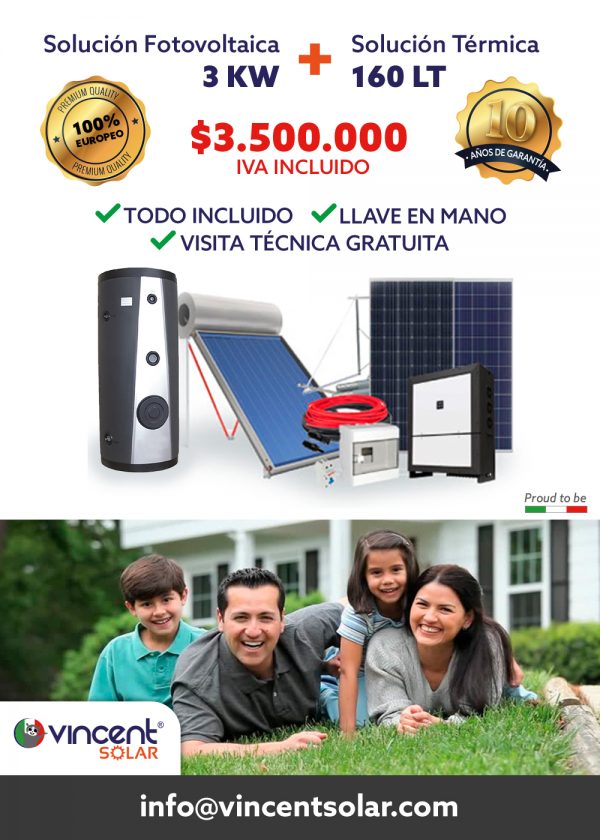 Solución Fotovoltaica
3 KW
+
Solución Térmica
160 LT
PREMIUM QUALITY
100%
EUROPEO
PREMIUM QUALITY
$3.500.000
IVA INCLUIDO
10
AÑOS DE GARANTÍA
TODO INCLUIDO
LLAVE EN MANO
VISITA TÉCNICA GRATUITA
Proud to be
vincent®
SOLAR
info@vincentsolar.com